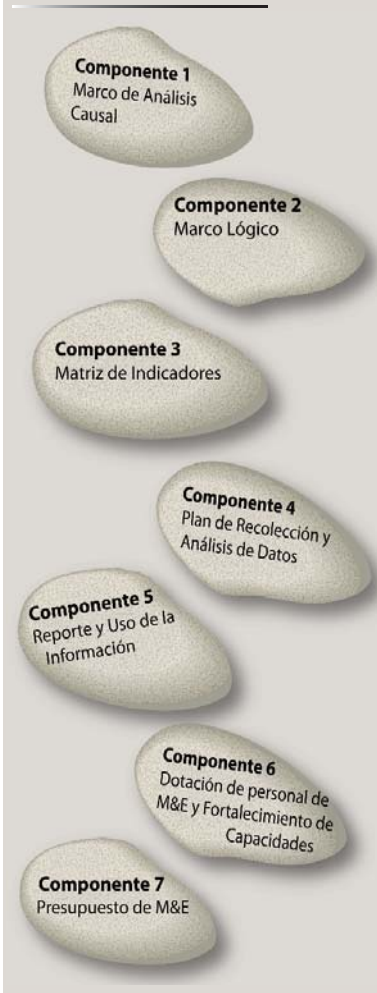 Componente 1
Marco de Análisis
Causal
Componente 2
Marco Lógico
Componente 3
Matriz de Indicadores
Componente 4
Plan de Recolección y
Análisis de Datos
Componente 5
Reporte y Uso de la
Información
Componente 6
Dotación de personal de
M&E y Fortalecimiento de
Capacidades
Componente 7
Presupuesto de M&E